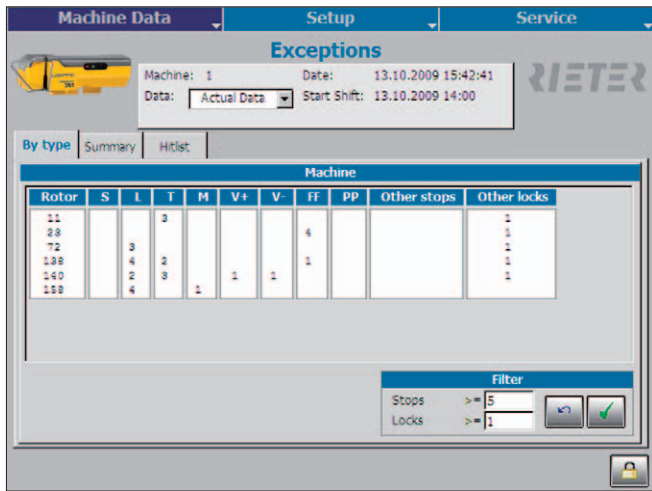 Machine Data Setup Service
Exceptions
Machine: 1 Date: 13.10.2009 15:42:41
Data: Actual Data Start Shift: 13.10.2009 14:00
RIETER
By type Summary Hitlist
Machine
Rotor S L T M V+ V- FF PP Other stops Other locks
11 3 1
28 4 1
72 3 1
138 4 2 1 1
140 2 3 1 1 1
158 4 1
Filter
Stops >= 5
Locks >= 1